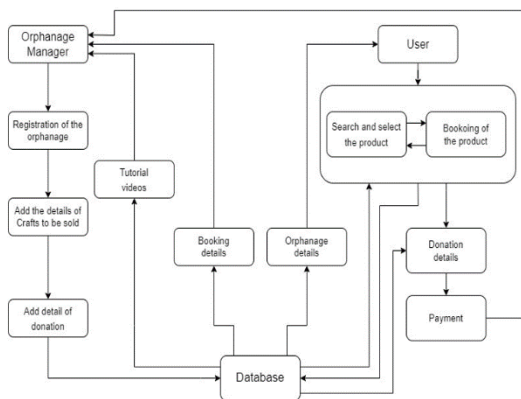 Orphanage
Manager
User
Registration of the
orphanage
Search and select
the product
Bookoing of
the product
Tutorial
videos
Add the details of
Crafts to be sold
Booking
details
Orphanage
details
Donation
details
Add detail of
donation
Payment
Database